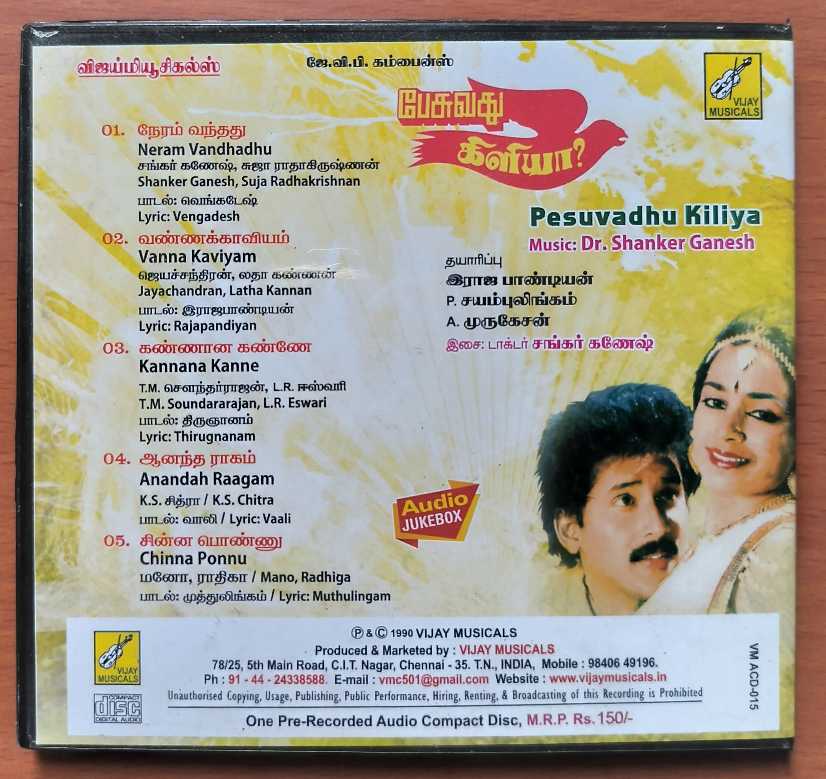 விஜய்மியூசிகல்ஸ்
ஜே.வி.பி. கம்பைன்ஸ்
பேசுவது
கிளியா?
VIJAY
MUSICALS
Pesuvadhu Kiliya
Music: Dr. Shanker Ganesh
தயாரிப்பு
இராஜ பாண்டியன்
P. சயம்புலிங்கம்
A. முருகேசன்
இசை: டாக்டர் சங்கர் கணேஷ்
01. நேரம் வந்தது
Neram Vandhadhu
சங்கர் கணேஷ், சுஜா ராதாகிருஷ்ணன்
Shanker Ganesh, Suja Radhakrishnan
பாடல்: வெங்கடேஷ்
Lyric: Vengadesh
02. வண்ணக்காவியம்
Vanna Kaviyam
ஜெயச்சந்திரன், லதா கண்ணன்
Jayachandran, Latha Kannan
பாடல்: இராஜபாண்டியன்
Lyric: Rajapandiyan
03. கண்ணான கண்ணே
Kannana Kanne
T.M. சௌந்தர்ராஜன், L.R. ஈஸ்வரி
T.M. Soundararajan, L.R. Eswari
பாடல்: திருஞானம்
Lyric: Thirugnanam
04. ஆனந்த ராகம்
Anandah Raagam
K.S. சித்ரா / K.S. Chitra
பாடல்: வாலி / Lyric: Vaali
05. சின்ன பொண்ணு
Chinna Ponnu
மனோ, ராதிகா / Mano, Radhiga
பாடல்: முத்துலிங்கம் / Lyric: Muthulingam
Audio
JUKEBOX
VIJAY
MUSICALS
COMPACT
disc
DIGITAL AUDIO
Ⓟ & © 1990 VIJAY MUSICALS
Produced & Marketed by : VIJAY MUSICALS
78/25, 5th Main Road, C.I.T. Nagar, Chennai - 35. T.N., INDIA, Mobile : 98406 49196.
Ph : 91 - 44 - 24338588. E-mail : vmc501@gmail.com Website : www.vijaymusicals.in
Unauthorised Copying, Usage, Publishing, Public Performance, Hiring, Renting, & Broadcasting of this Recording is Prohibited
One Pre-Recorded Audio Compact Disc, M.R.P. Rs. 150/-
VM ACD-015